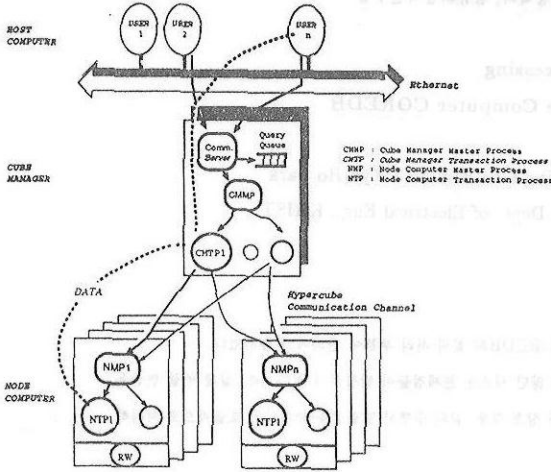 HOST
COMPUTER
USER
1
USER
2
USER
n
Ethernet
CUBE
MANAGER
Comm.
Server
Query
Queue
CMMP
CMTP1
CMMP : Cube Manager Master Process
CMTP : Cube Manager Transaction Process
NMP : Node Computer Master Process
NTP : Node Computer Transaction Process
DATA
Hypercube
Communication Channel
NODE
COMPUTER
NMP1
NTP1
RW
NMPn
NTP1
RW